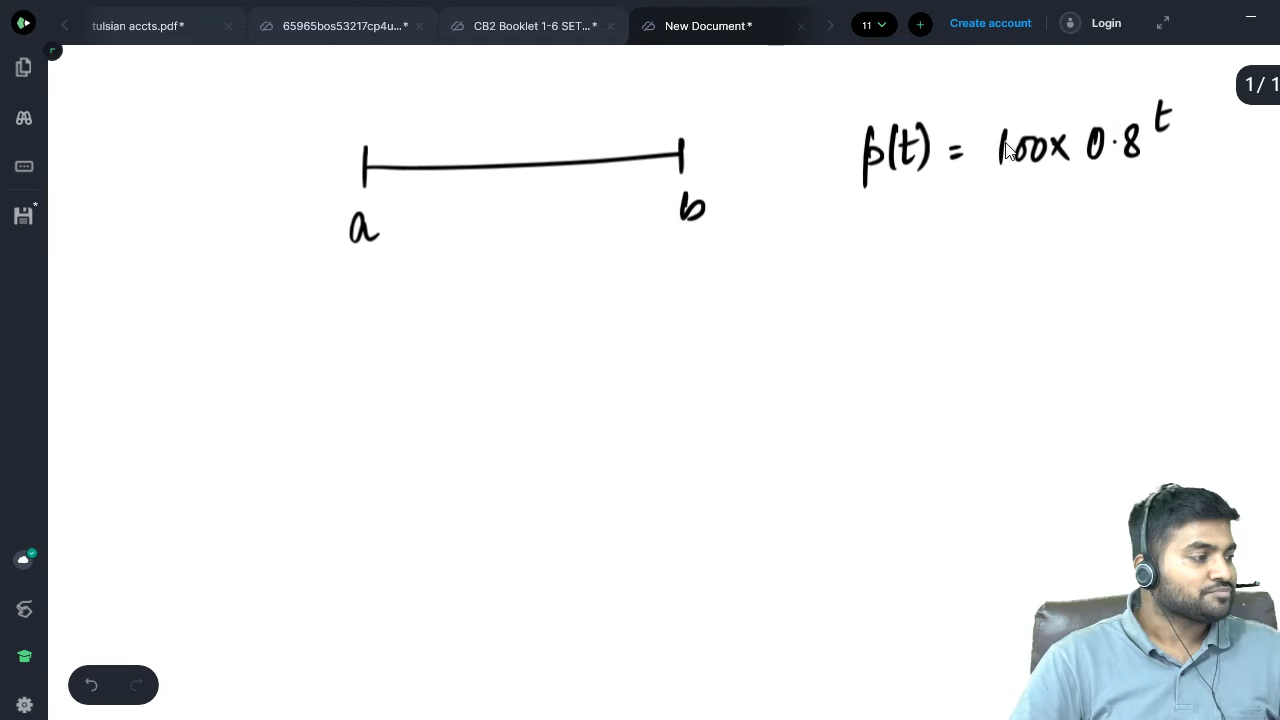 tulsian accts.pdf*
65965bos53217cp4u...*
CB2 Booklet 1-6 SET...*
New Document*
11
Create account
Login
1/1
a
b
p(t) = 100 x 0.8^t